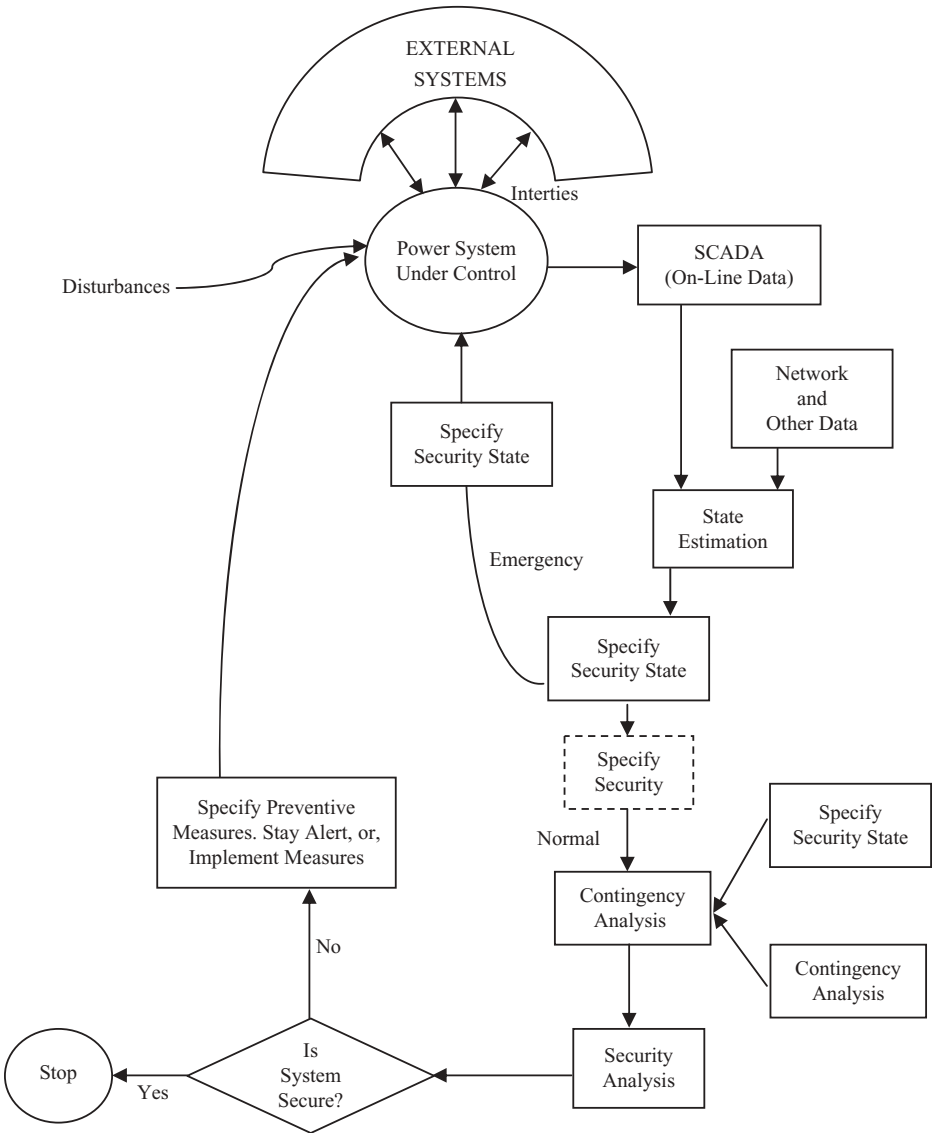 EXTERNAL
SYSTEMS
Interties
Power System
Under Control
Disturbances
SCADA
(On-Line Data)
Network
and
Other Data
Specify
Security State
State
Estimation
Emergency
Specify
Security State
Specify
Security
Normal
Specify Preventive
Measures. Stay Alert, or,
Implement Measures
Specify
Security State
Contingency
Analysis
No
Contingency
Analysis
Is
System
Secure?
Security
Analysis
Stop
Yes